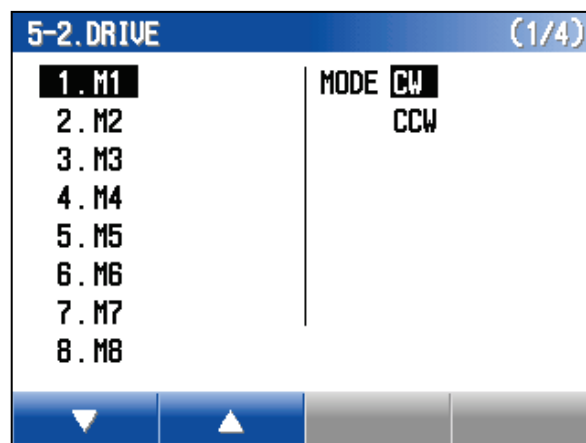 5-2.DRIVE (1/4)
1.M1
2.M2
3.M3
4.M4
5.M5
6.M6
7.M7
8.M8
MODE CW
CCW